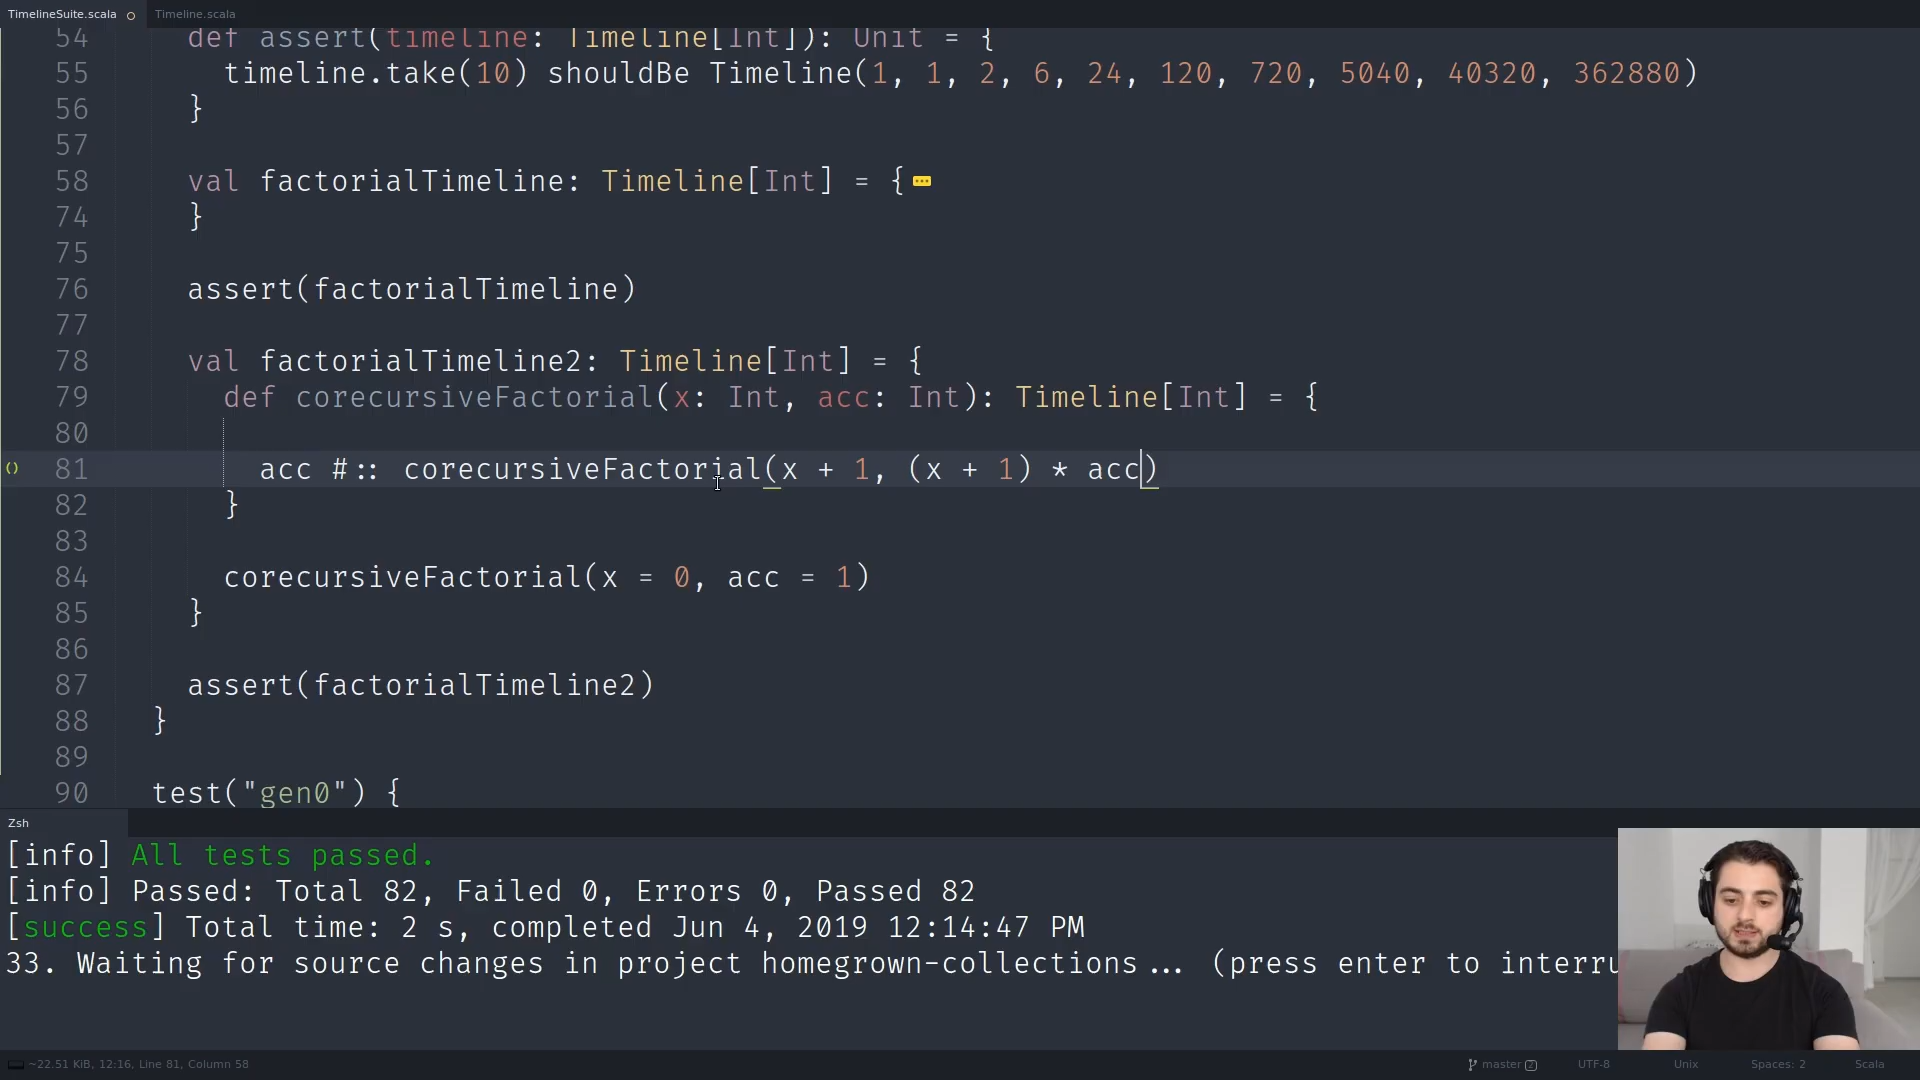 TimelineSuite.scala Timeline.scala
54 def assert(timeline: Timeline[Int]): Unit = {
55 timeline.take(10) shouldBe Timeline(1, 1, 2, 6, 24, 120, 720, 5040, 40320, 362880)
56 }
57
58 val factorialTimeline: Timeline[Int] = {
74 }
75
76 assert(factorialTimeline)
77
78 val factorialTimeline2: Timeline[Int] = {
79 def corecursiveFactorial(x: Int, acc: Int): Timeline[Int] = {
80
81 acc #:: corecursiveFactorial(x + 1, (x + 1) * acc)
82 }
83
84 corecursiveFactorial(x = 0, acc = 1)
85 }
86
87 assert(factorialTimeline2)
88 }
89
90 test("gen0") {
Zsh
[info] All tests passed.
[info] Passed: Total 82, Failed 0, Errors 0, Passed 82
[success] Total time: 2 s, completed Jun 4, 2019 12:14:47 PM
33. Waiting for source changes in project homegrown-collections... (press enter to interru
~22.51 KiB, 12:16, Line 81, Column 58 master 2 UTF-8 Unix Spaces: 2 Scala